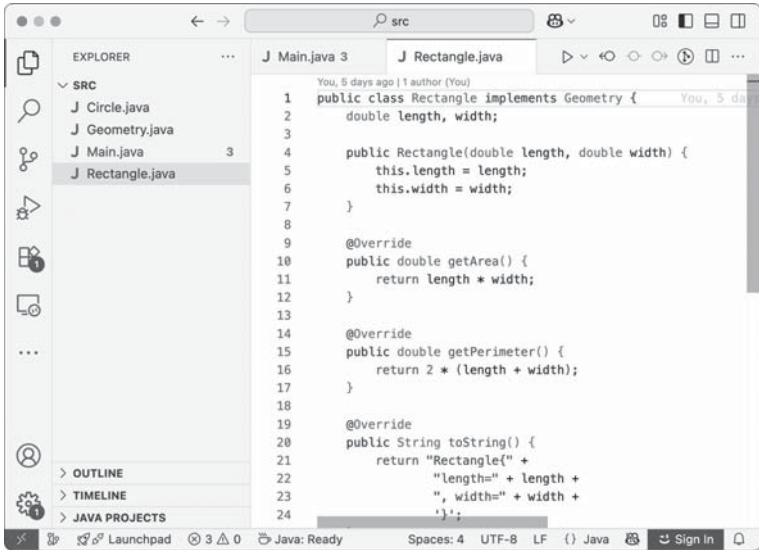 src
EXPLORER
SRC
J Circle.java
J Geometry.java
J Main.java 3
J Rectangle.java
OUTLINE
TIMELINE
JAVA PROJECTS
1
J Main.java 3 J Rectangle.java
You, 5 days ago | 1 author (You)
1 public class Rectangle implements Geometry { You, 5 days
2 double length, width;
3
4 public Rectangle(double length, double width) {
5 this.length = length;
6 this.width = width;
7 }
8
9 @Override
10 public double getArea() {
11 return length * width;
12 }
13
14 @Override
15 public double getPerimeter() {
16 return 2 * (length + width);
17 }
18
19 @Override
20 public String toString() {
21 return "Rectangle{" +
22 "length=" + length +
23 ", width=" + width +
24 '}';
Launchpad 3 0 Java: Ready Spaces: 4 UTF-8 LF {} Java Sign In